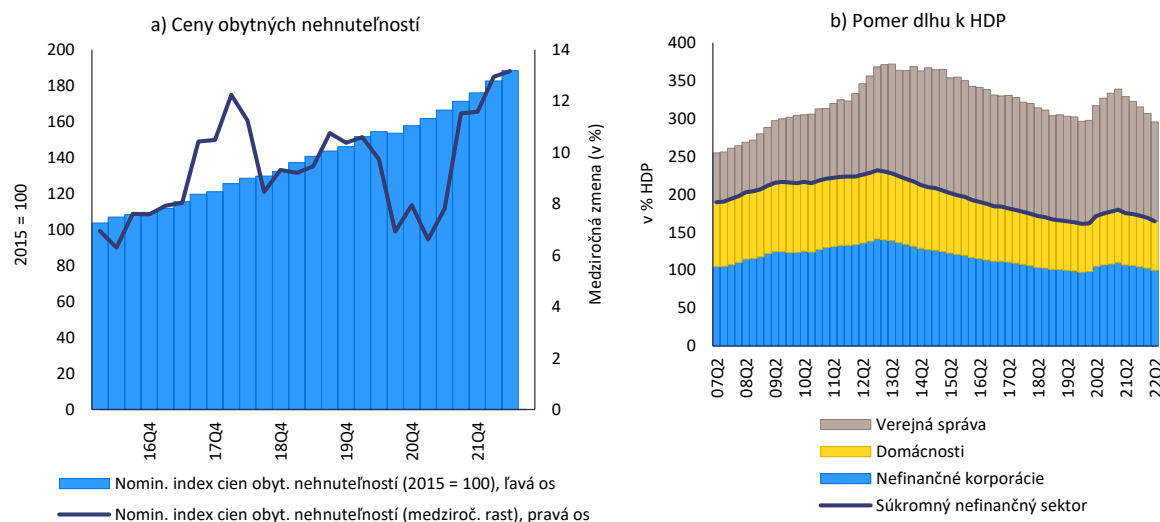 a) Ceny obytných nehnuteľností
200
180
160
140
120
100
80
60
40
20
0
2015 = 100
14
12
10
8
6
4
2
0
Medziročná zmena (v %)
16Q4
17Q4
18Q4
19Q4
20Q4
21Q4
Nomin. index cien obyt. nehnuteľností (2015 = 100), ľavá os
Nomin. index cien obyt. nehnuteľností (medziroč. rast), pravá os
b) Pomer dlhu k HDP
400
350
300
250
200
150
100
50
0
v % HDP
07Q2
08Q2
09Q2
10Q2
11Q2
12Q2
13Q2
14Q2
15Q2
16Q2
17Q2
18Q2
19Q2
20Q2
21Q2
22Q2
Verejná správa
Domácnosti
Nefinančné korporácie
Súkromný nefinančný sektor